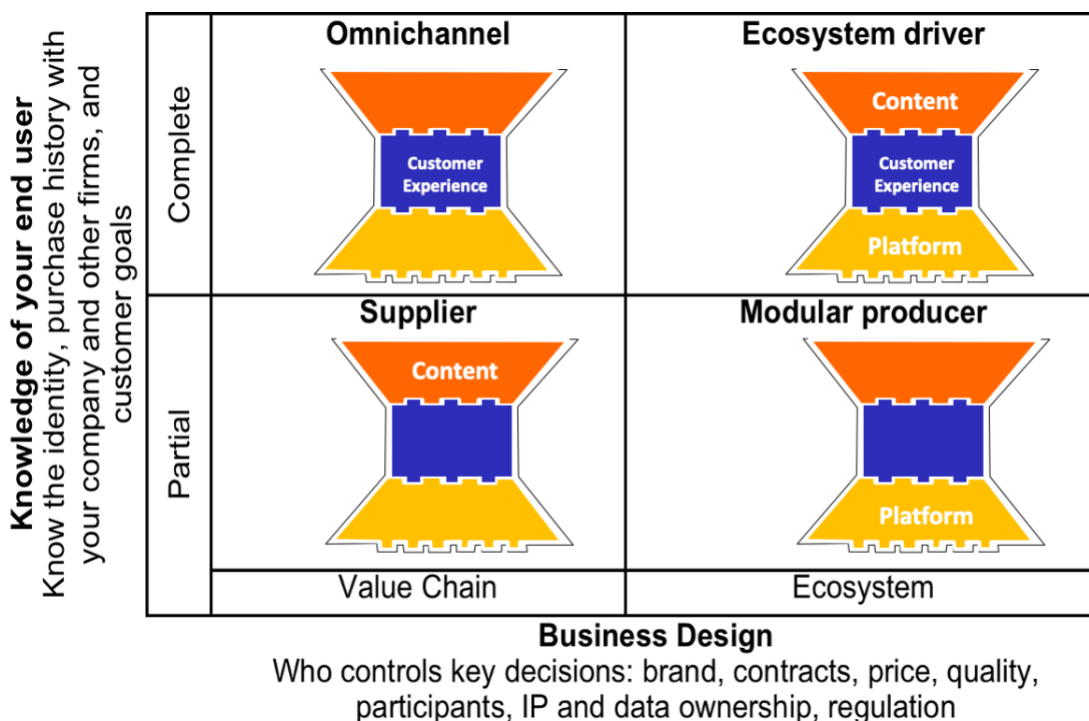 Knowledge of your end user
Know the identity, purchase history with
your company and other firms, and
customer goals
Complete
Partial
Omnichannel
Customer
Experience
Ecosystem driver
Content
Customer
Experience
Platform
Supplier
Content
Modular producer
Platform
Value Chain
Ecosystem
Business Design
Who controls key decisions: brand, contracts, price, quality,
participants, IP and data ownership, regulation